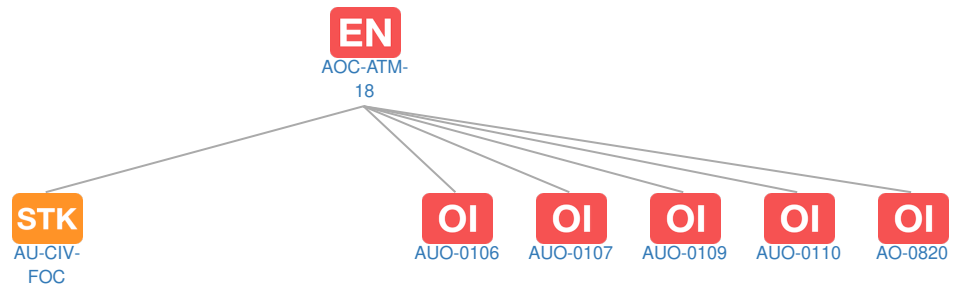 EN
AOC-ATM-
18
STK
AU-CIV-
FOC
OI
AUO-0106
OI
AUO-0107
OI
AUO-0109
OI
AUO-0110
OI
AO-0820